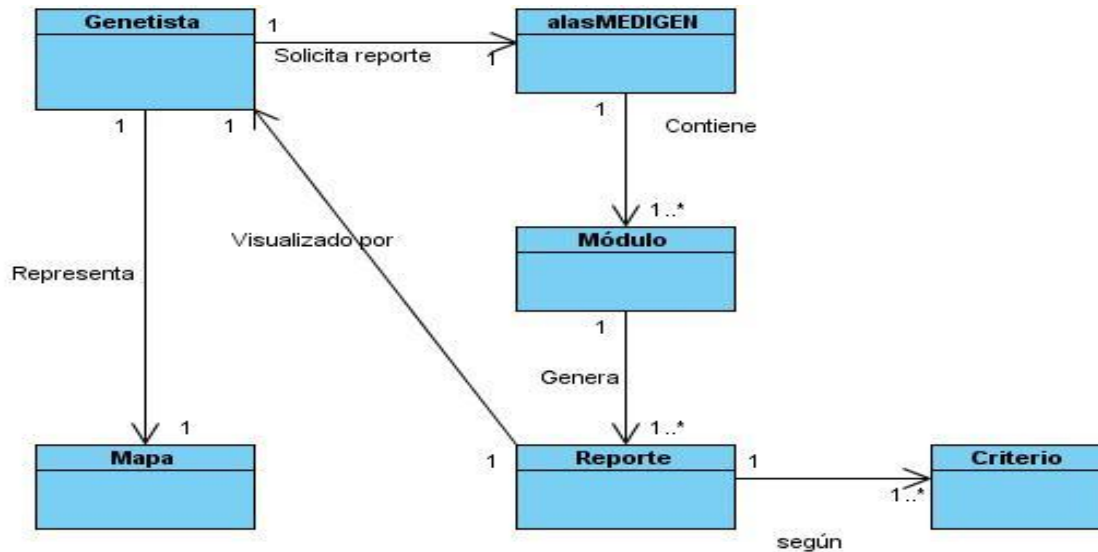 Genetista
alasMEDIGEN
1
Solicita reporte
1
1
1
1
Contiene
1..*
Visualizado por
Módulo
Representa
1
Genera
1
1..*
Mapa
1
Reporte
1
Criterio
1..*
según